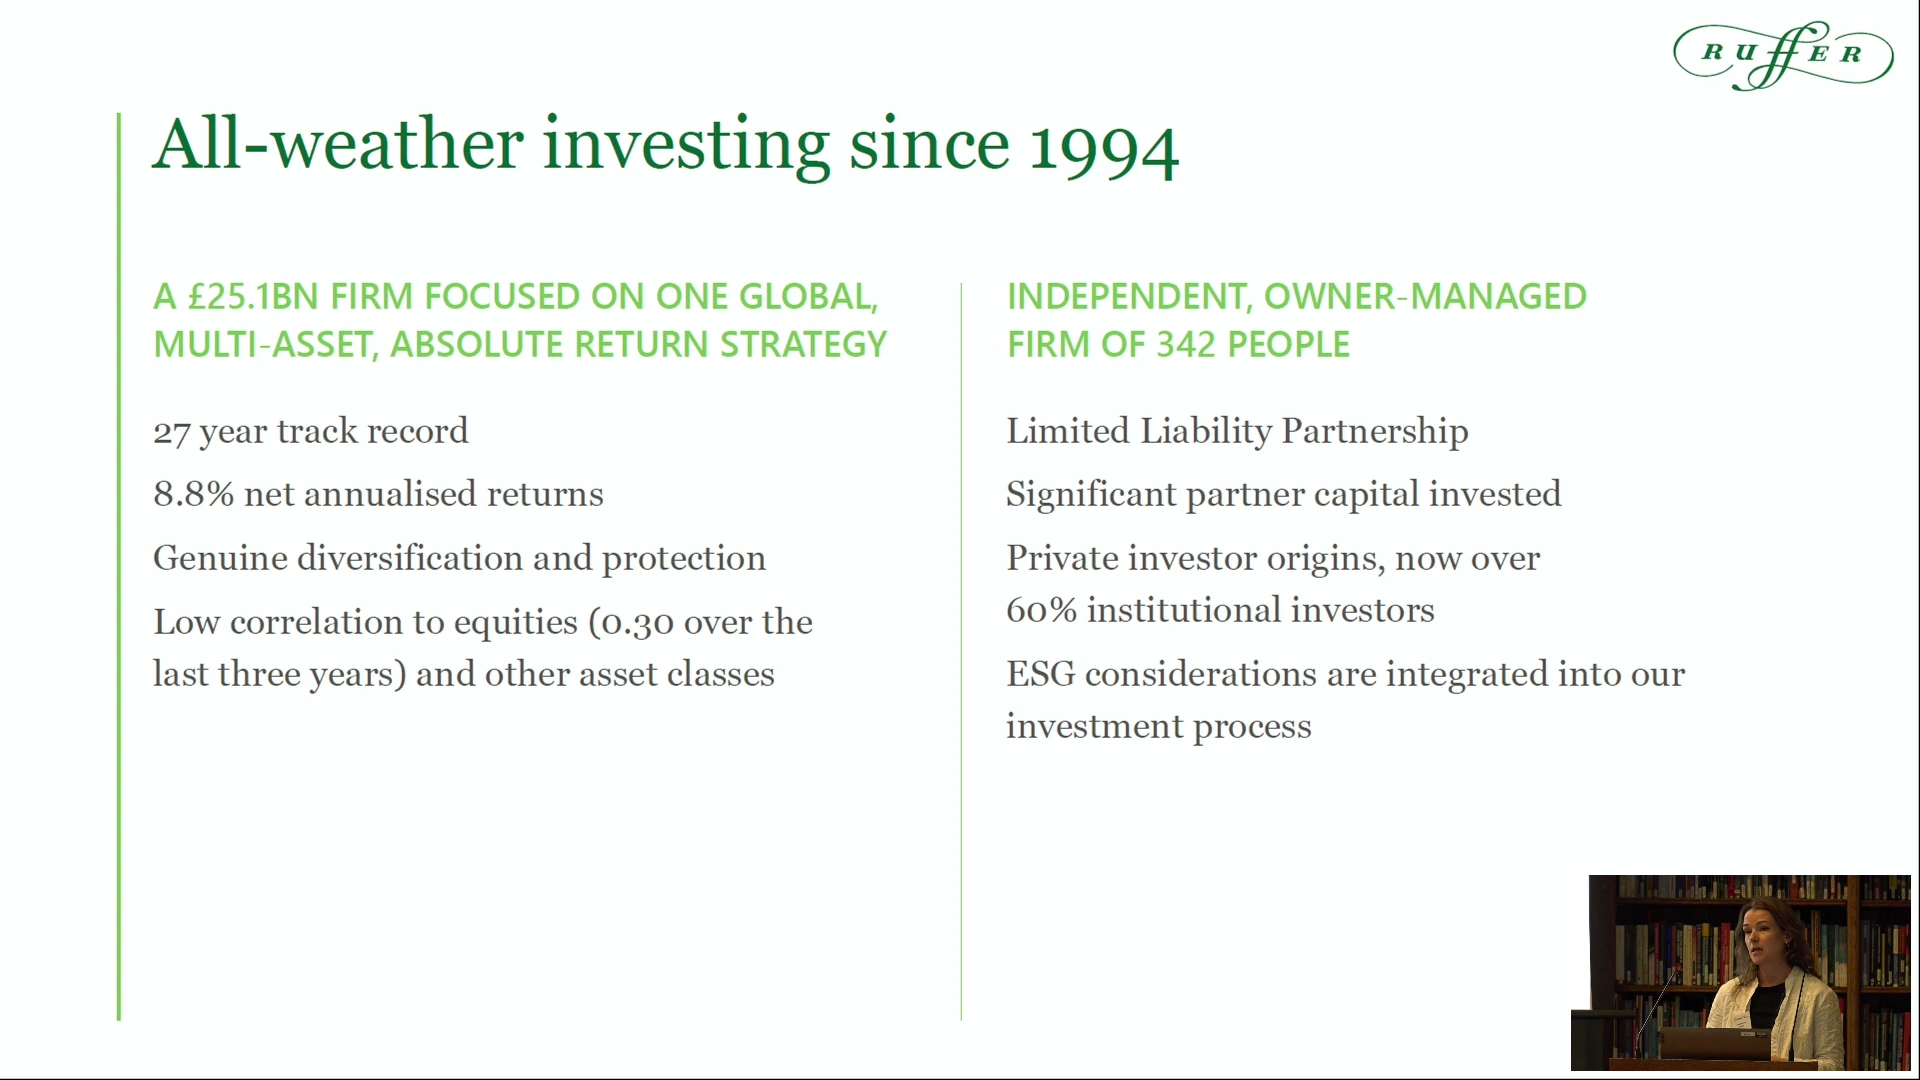 RUFFER
All-weather investing since 1994
A £25.1BN FIRM FOCUSED ON ONE GLOBAL,
MULTI-ASSET, ABSOLUTE RETURN STRATEGY
27 year track record
8.8% net annualised returns
Genuine diversification and protection
Low correlation to equities (0.30 over the
last three years) and other asset classes
INDEPENDENT, OWNER-MANAGED
FIRM OF 342 PEOPLE
Limited Liability Partnership
Significant partner capital invested
Private investor origins, now over
60% institutional investors
ESG considerations are integrated into our
investment process